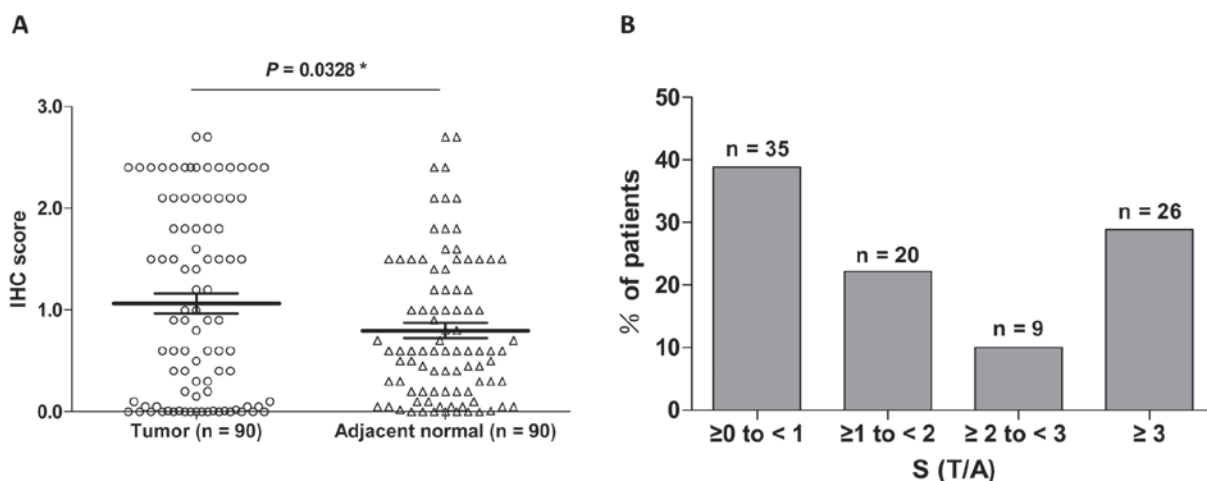 A
P = 0.0328 *
3.0
2.0
1.0
0.0
IHC score
Tumor (n = 90)
Adjacent normal (n = 90)
B
50
40
30
20
10
0
% of patients
n = 35
n = 20
n = 9
n = 26
≥0 to < 1
≥1 to < 2
≥ 2 to < 3
≥ 3
S (T/A)